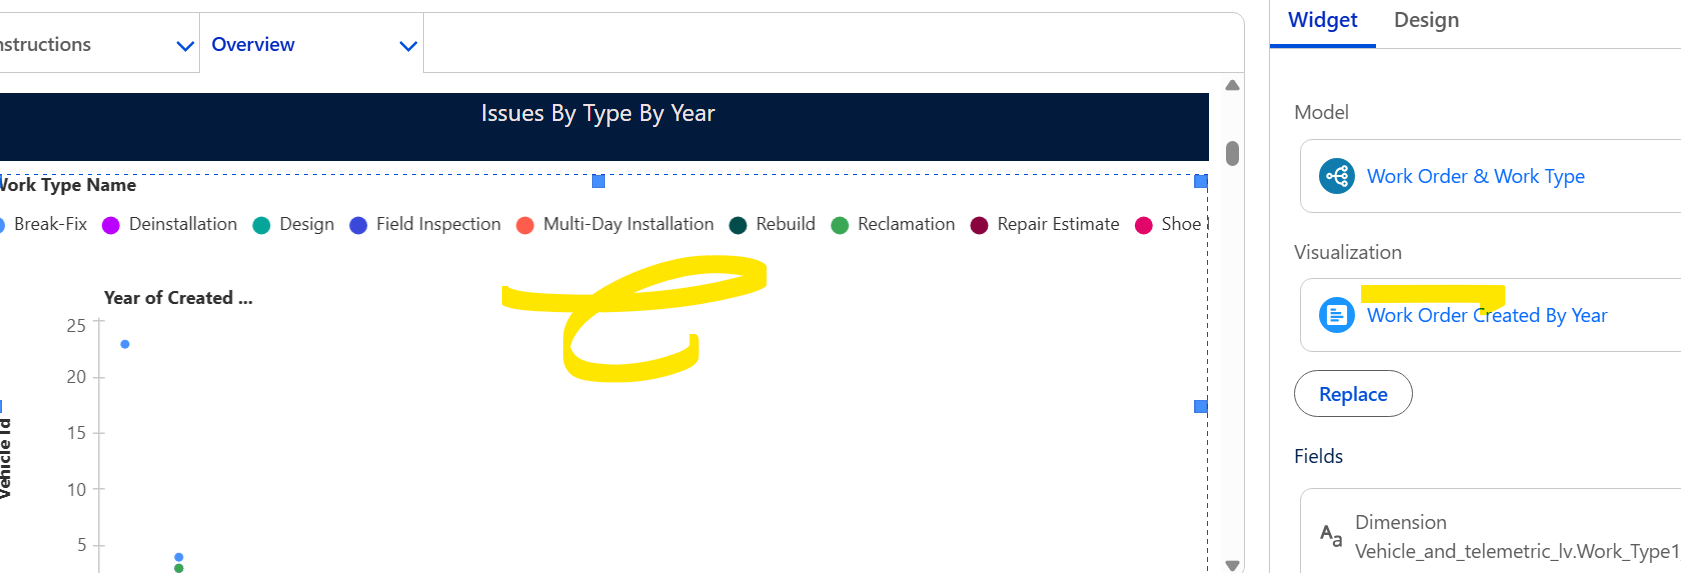 nstructions
Overview
Widget
Design
Issues By Type By Year
Work Type Name
Break-Fix
Deinstallation
Design
Field Inspection
Multi-Day Installation
Rebuild
Reclamation
Repair Estimate
Shoe
Year of Created ...
25
20
15
10
5
Vehicle Id
Model
Work Order & Work Type
Visualization
Work Order Created By Year
Replace
Fields
Aa
Dimension
Vehicle_and_telemetric_lv.Work_Type1